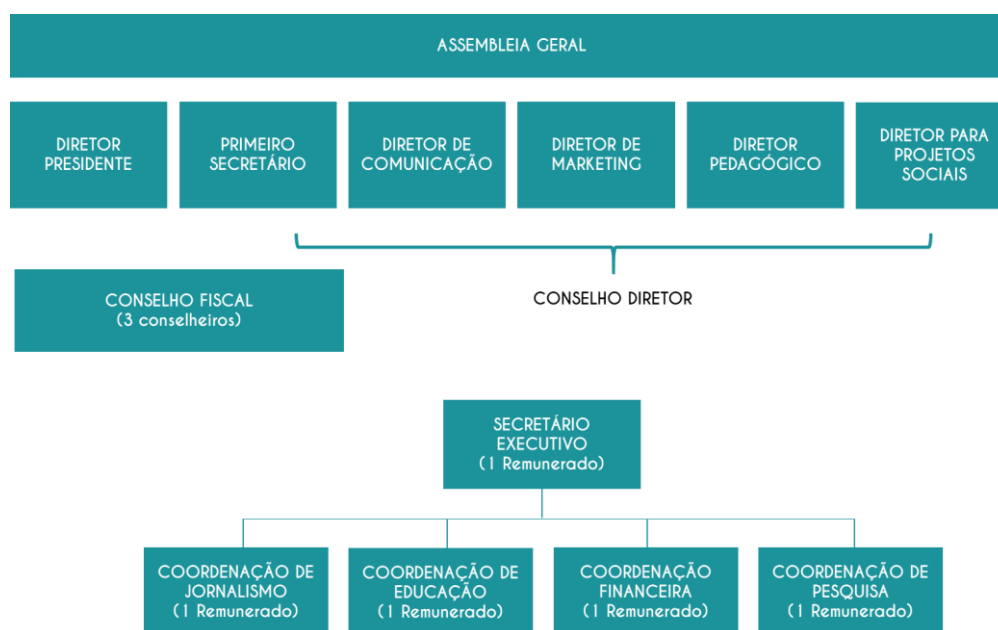 ASSEMBLEIA GERAL
DIRETOR
PRESIDENTE
PRIMEIRO
SECRETÁRIO
DIRETOR DE
COMUNICAÇÃO
DIRETOR DE
MARKETING
DIRETOR
PEDAGÓGICO
DIRETOR PARA
PROJETOS
SOCIAIS
CONSELHO FISCAL
(3 conselheiros)
CONSELHO DIRETOR
SECRETÁRIO
EXECUTIVO
(1 Remunerado)
COORDENAÇÃO DE
JORNALISMO
(1 Remunerado)
COORDENAÇÃO DE
EDUCAÇÃO
(1 Remunerado)
COORDENAÇÃO
FINANCEIRA
(1 Remunerado)
COORDENAÇÃO DE
PESQUISA
(1 Remunerado)